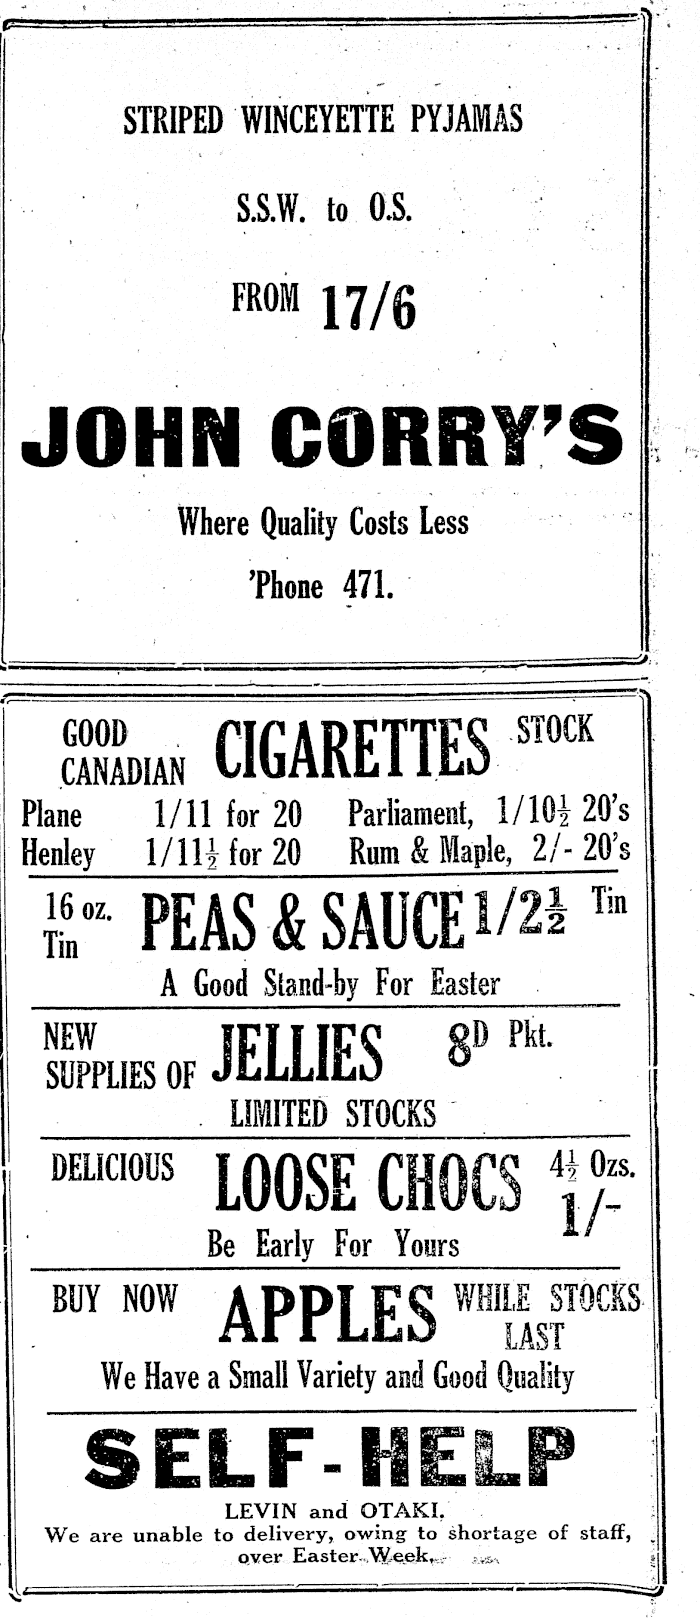 STRIPED WINCEYETTE PYJAMAS
S.S.W. to O.S.
FROM 17/6
JOHN CORRY'S
Where Quality Costs Less
'Phone 471.
GOOD CANADIAN CIGARETTES STOCK
Plane 1/11 for 20 Parliament, 1/10½ 20's
Henley 1/11½ for 20 Rum & Maple, 2/- 20's
16 oz. Tin PEAS & SAUCE 1/2½ Tin
A Good Stand-by For Easter
NEW SUPPLIES OF JELLIES 8D Pkt.
LIMITED STOCKS
DELICIOUS LOOSE CHOCS 4½ Ozs. 1/-
Be Early For Yours
BUY NOW APPLES WHILE STOCKS LAST
We Have a Small Variety and Good Quality
SELF-HELP
LEVIN and OTAKI.
We are unable to delivery, owing to shortage of staff,
over Easter Week.